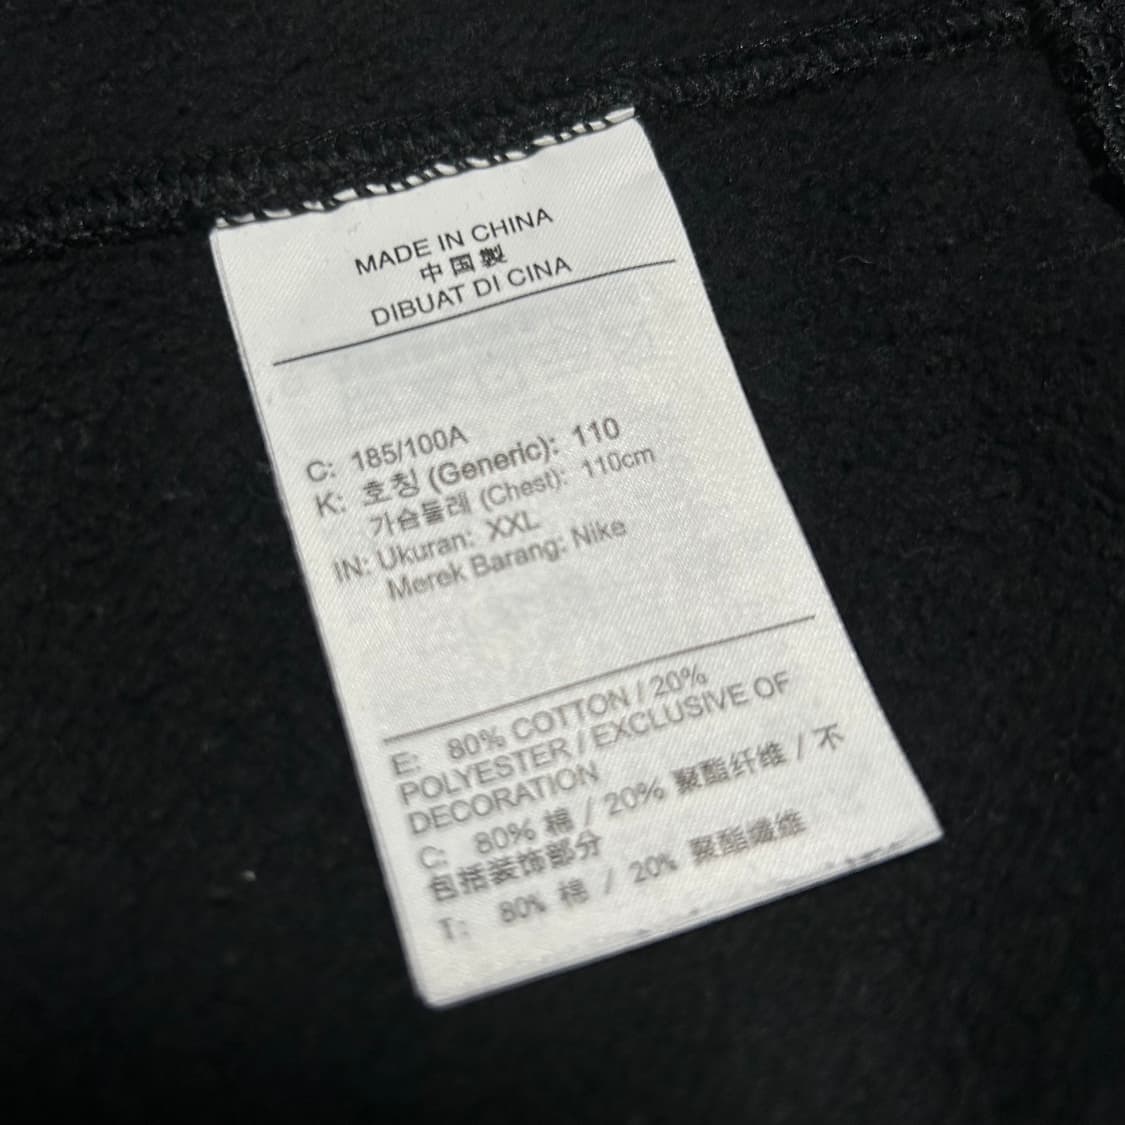 MADE IN CHINA
中国製
DIBUAT DI CINA
C: 185/100A
K: 호칭 (Generic): 110
가슴둘레 (Chest): 110cm
IN: Ukuran: XXL
Merek Barang: Nike
E: 80% COTTON / 20%
POLYESTER / EXCLUSIVE OF
DECORATION
C: 80% 棉 / 20% 聚酯纤维 / 不
包括装饰部分
T: 80% 棉 / 20% 聚酯纖維